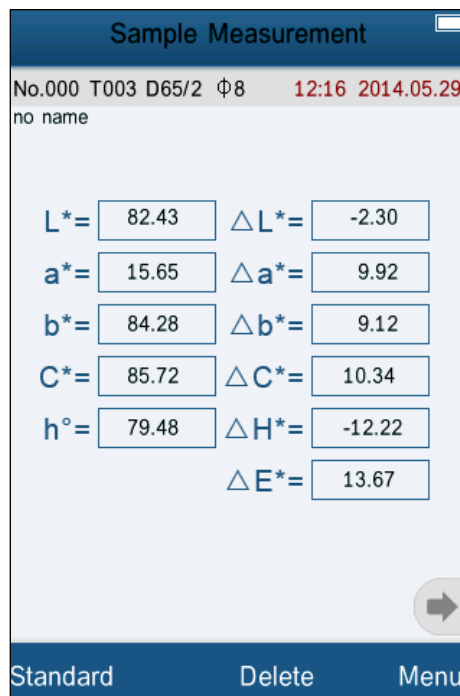 Sample Measurement
No.000 T003 D65/2 Φ8 12:16 2014.05.29
no name
L*= 82.43 △L*= -2.30
a*= 15.65 △a*= 9.92
b*= 84.28 △b*= 9.12
C*= 85.72 △C*= 10.34
h°= 79.48 △H*= -12.22
△E*= 13.67
Standard Delete Menu